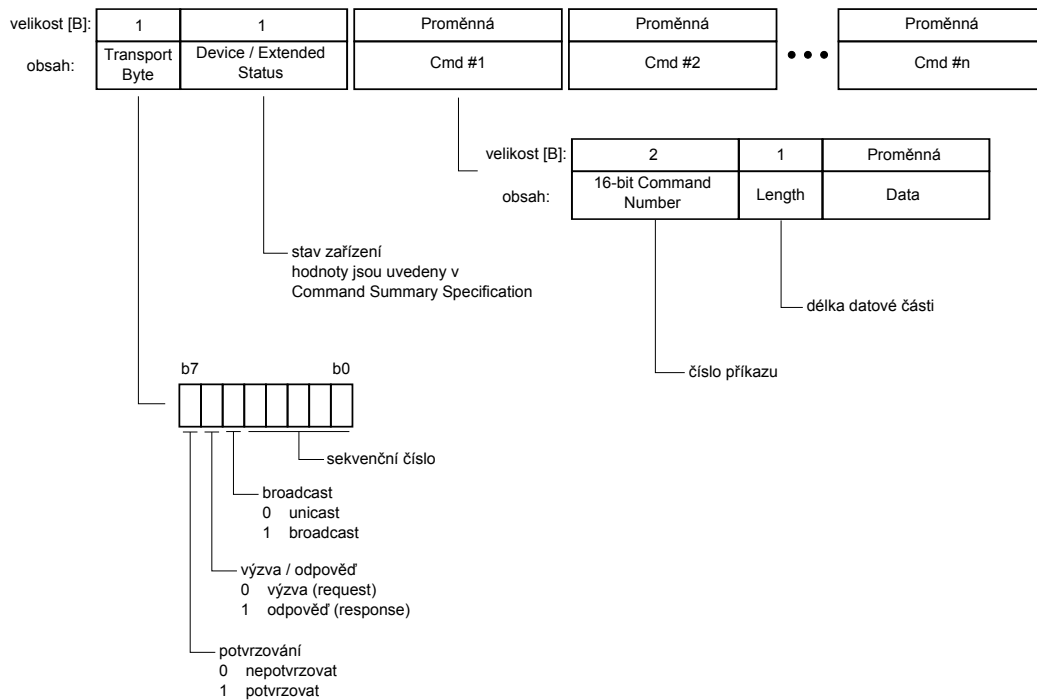 velikost [B]: 1 1 Proměnná Proměnná Proměnná
obsah: Transport Byte Device / Extended Status Cmd #1 Cmd #2 ••• Cmd #n
velikost [B]: 2 1 Proměnná
obsah: 16-bit Command Number Length Data
stav zařízení
hodnoty jsou uvedeny v
Command Summary Specification
délka datové části
číslo příkazu
b7 b0
sekvenční číslo
broadcast
0 unicast
1 broadcast
výzva / odpověď
0 výzva (request)
1 odpověď (response)
potvrzování
0 nepotvrzovat
1 potvrzovat